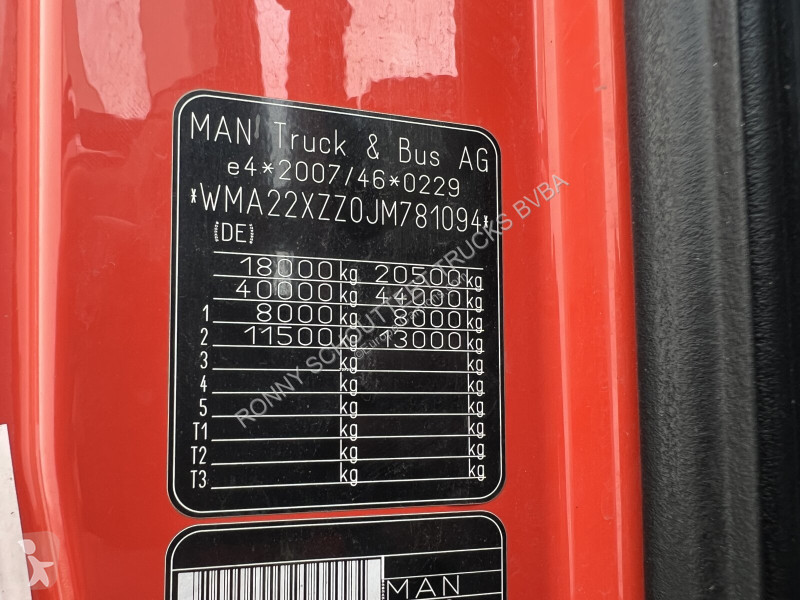 MAN Truck & Bus AG
e4*2007/46*0229
*WMA22XZZ0JM781094*
(DE)
18000 kg 20500 kg
40000 kg 44000 kg
1 8000 kg 8000 kg
2 11500 kg 13000 kg
3 kg kg
4 kg kg
5 kg kg
T1 kg kg
T2 kg kg
T3 kg kg
RONNY SCHOUTTEET TRUCKS BVBA
MAN